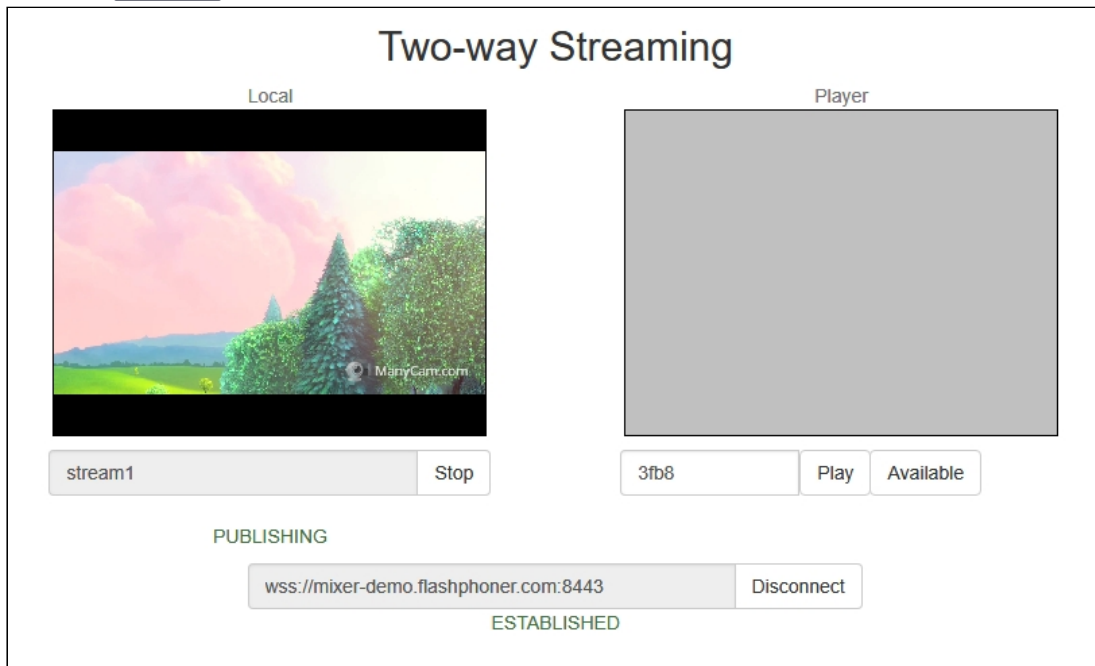 Two-way Streaming
Local
Player
ManyCam.com
stream1
Stop
3fb8
Play
Available
PUBLISHING
wss://mixer-demo.flashphoner.com:8443
Disconnect
ESTABLISHED